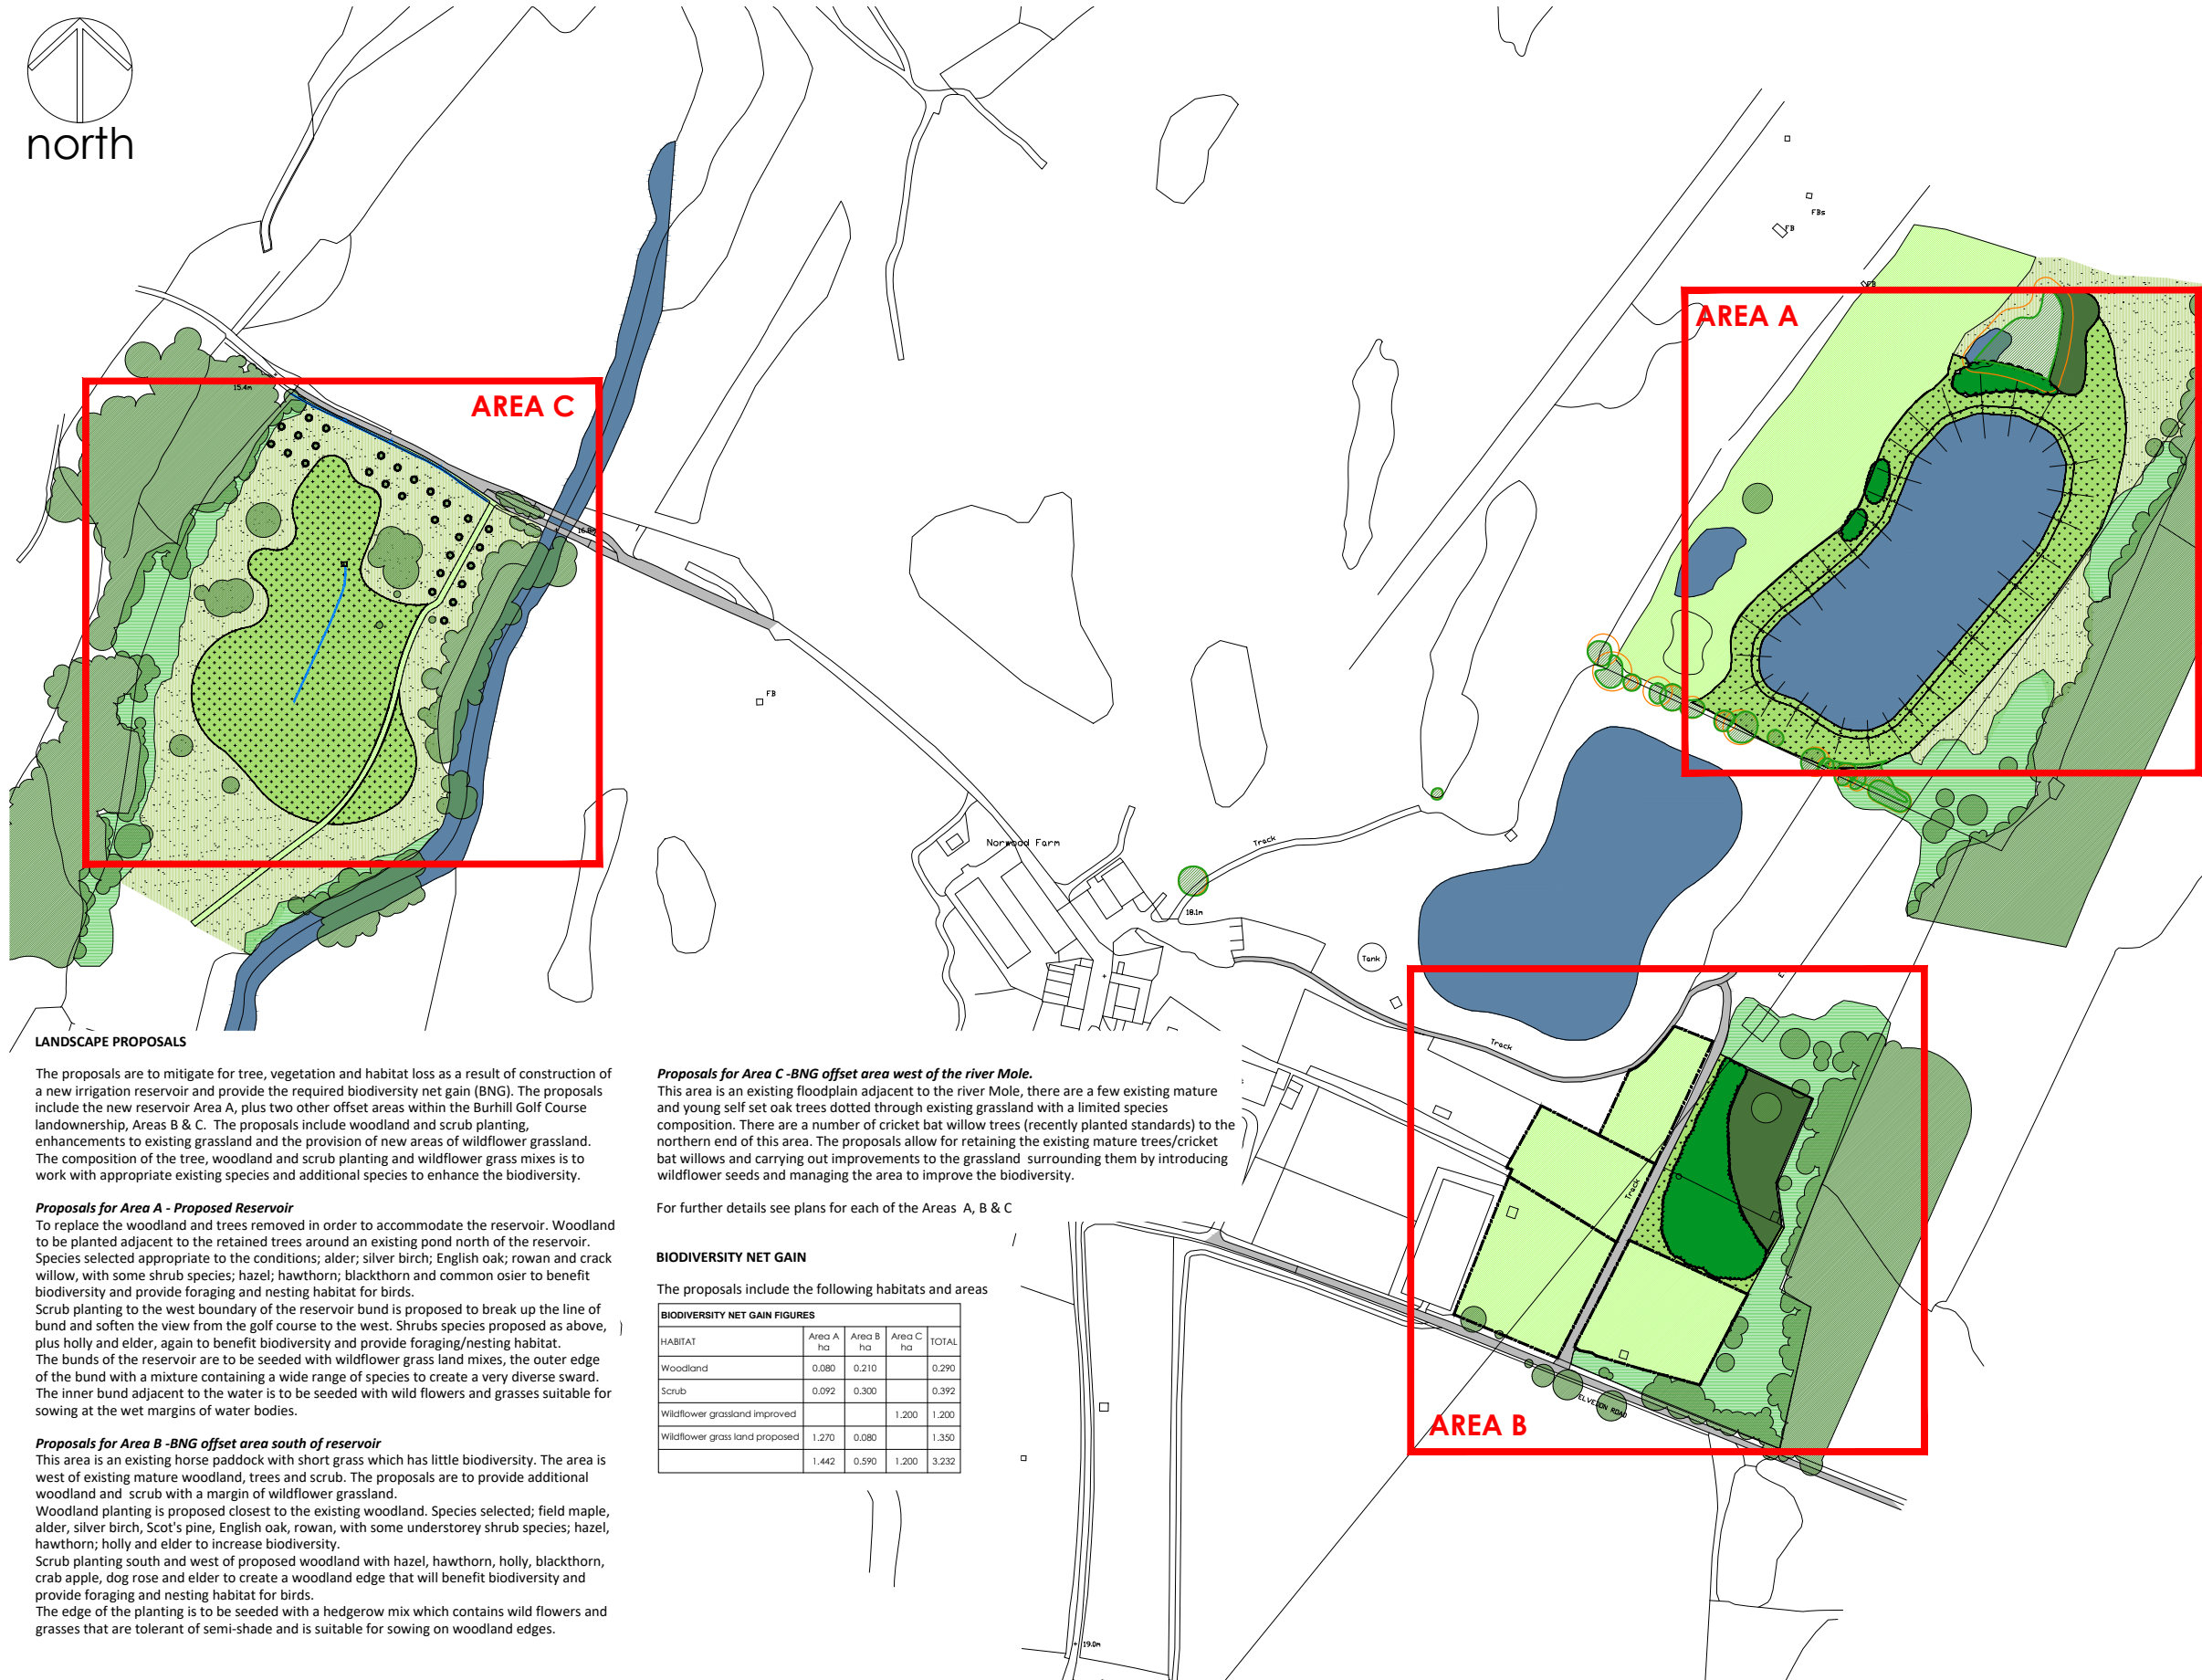 north
FBs
FB
FB
AREA A
15.4m
AREA C
16.8m
FB
Norwood Farm
Track
18.1m
Tank
Track
Track
ELVEDON ROAD
AREA B
19.0m
LANDSCAPE PROPOSALS
The proposals are to mitigate for tree, vegetation and habitat loss as a result of construction of
a new irrigation reservoir and provide the required biodiversity net gain (BNG). The proposals
include the new reservoir Area A, plus two other offset areas within the Burhill Golf Course
landownership, Areas B & C. The proposals include woodland and scrub planting,
enhancements to existing grassland and the provision of new areas of wildflower grassland.
The composition of the tree, woodland and scrub planting and wildflower grass mixes is to
work with appropriate existing species and additional species to enhance the biodiversity.
Proposals for Area A - Proposed Reservoir
To replace the woodland and trees removed in order to accommodate the reservoir. Woodland
to be planted adjacent to the retained trees around an existing pond north of the reservoir.
Species selected appropriate to the conditions; alder; silver birch; English oak; rowan and crack
willow, with some shrub species; hazel; hawthorn; blackthorn and common osier to benefit
biodiversity and provide foraging and nesting habitat for birds.
Scrub planting to the west boundary of the reservoir bund is proposed to break up the line of
bund and soften the view from the golf course to the west. Shrubs species proposed as above,
plus holly and elder, again to benefit biodiversity and provide foraging/nesting habitat.
The bunds of the reservoir are to be seeded with wildflower grass land mixes, the outer edge
of the bund with a mixture containing a wide range of species to create a very diverse sward.
The inner bund adjacent to the water is to be seeded with wild flowers and grasses suitable for
sowing at the wet margins of water bodies.
Proposals for Area B -BNG offset area south of reservoir
This area is an existing horse paddock with short grass which has little biodiversity. The area is
west of existing mature woodland, trees and scrub. The proposals are to provide additional
woodland and scrub with a margin of wildflower grassland.
Woodland planting is proposed closest to the existing woodland. Species selected; field maple,
alder, silver birch, Scot's pine, English oak, rowan, with some understorey shrub species; hazel,
hawthorn; holly and elder to increase biodiversity.
Scrub planting south and west of proposed woodland with hazel, hawthorn, holly, blackthorn,
crab apple, dog rose and elder to create a woodland edge that will benefit biodiversity and
provide foraging and nesting habitat for birds.
The edge of the planting is to be seeded with a hedgerow mix which contains wild flowers and
grasses that are tolerant of semi-shade and is suitable for sowing on woodland edges.
Proposals for Area C -BNG offset area west of the river Mole.
This area is an existing floodplain adjacent to the river Mole, there are a few existing mature
and young self set oak trees dotted through existing grassland with a limited species
composition. There are a number of cricket bat willow trees (recently planted standards) to the
northern end of this area. The proposals allow for retaining the existing mature trees/cricket
bat willows and carrying out improvements to the grassland surrounding them by introducing
wildflower seeds and managing the area to improve the biodiversity.
For further details see plans for each of the Areas A, B & C
BIODIVERSITY NET GAIN
The proposals include the following habitats and areas
BIODIVERSITY NET GAIN FIGURES
HABITAT Area A ha Area B ha Area C ha TOTAL
Woodland 0.080 0.210 0.290
Scrub 0.092 0.300 0.392
Wildflower grassland improved 1.200 1.200
Wildflower grass land proposed 1.270 0.080 1.350
1.442 0.590 1.200 3.232